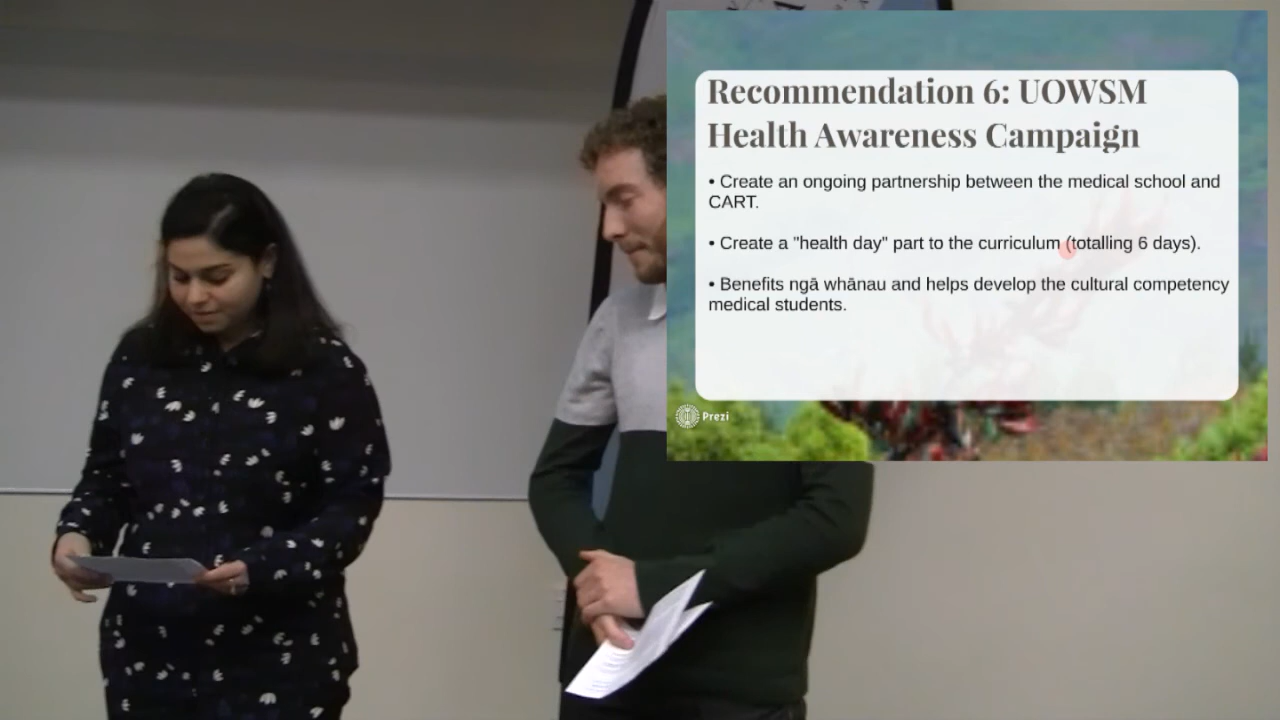 Recommendation 6: UOWSM
Health Awareness Campaign
• Create an ongoing partnership between the medical school and
CART.
• Create a "health day" part to the curriculum (totalling 6 days).
• Benefits ngā whānau and helps develop the cultural competency
medical students.
Prezi